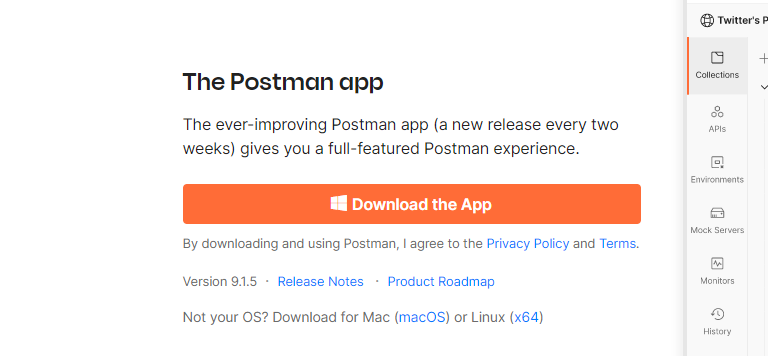 The Postman app
The ever-improving Postman app (a new release every two
weeks) gives you a full-featured Postman experience.
Download the App
By downloading and using Postman, I agree to the Privacy Policy and Terms.
Version 9.1.5 · Release Notes · Product Roadmap
Not your OS? Download for Mac (macOS) or Linux (x64)
Twitter's P
Collections
APIs
Environments
Mock Servers
Monitors
History